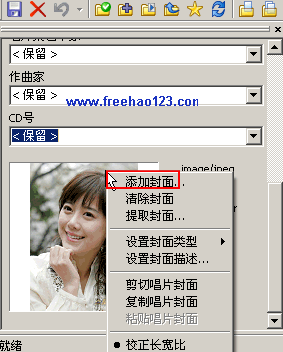 < 保留 >
作曲家
< 保留 >
www.freehao123.com
CD号
< 保留 >
image/jpeg
添加封面...
清除封面
提取封面...
设置封面类型
设置封面描述...
剪切唱片封面
复制唱片封面
粘贴唱片封面
校正长宽比
就绪